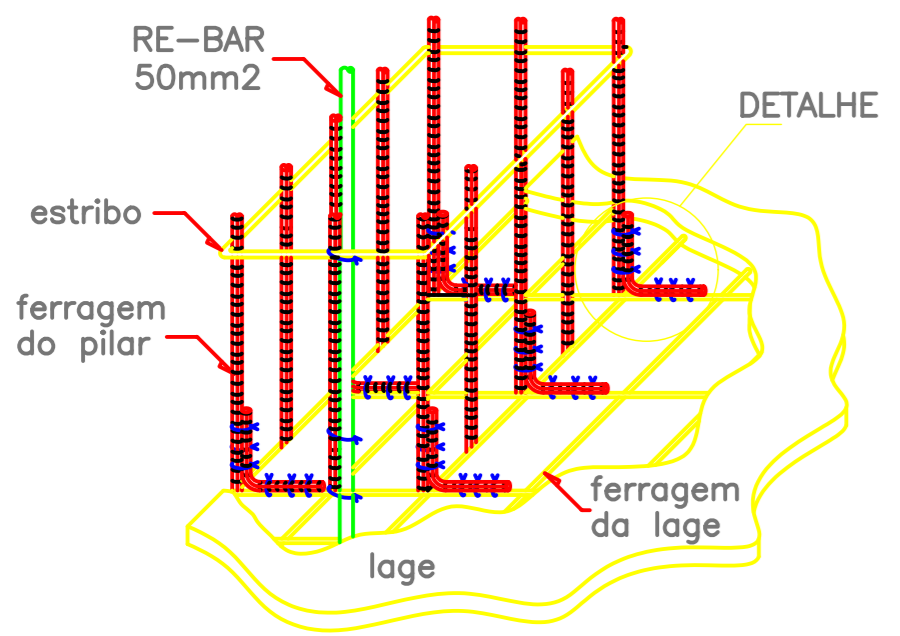 RE-BAR
50mm2
DETALHE
estribo
ferragem
do pilar
ferragem
da lage
lage